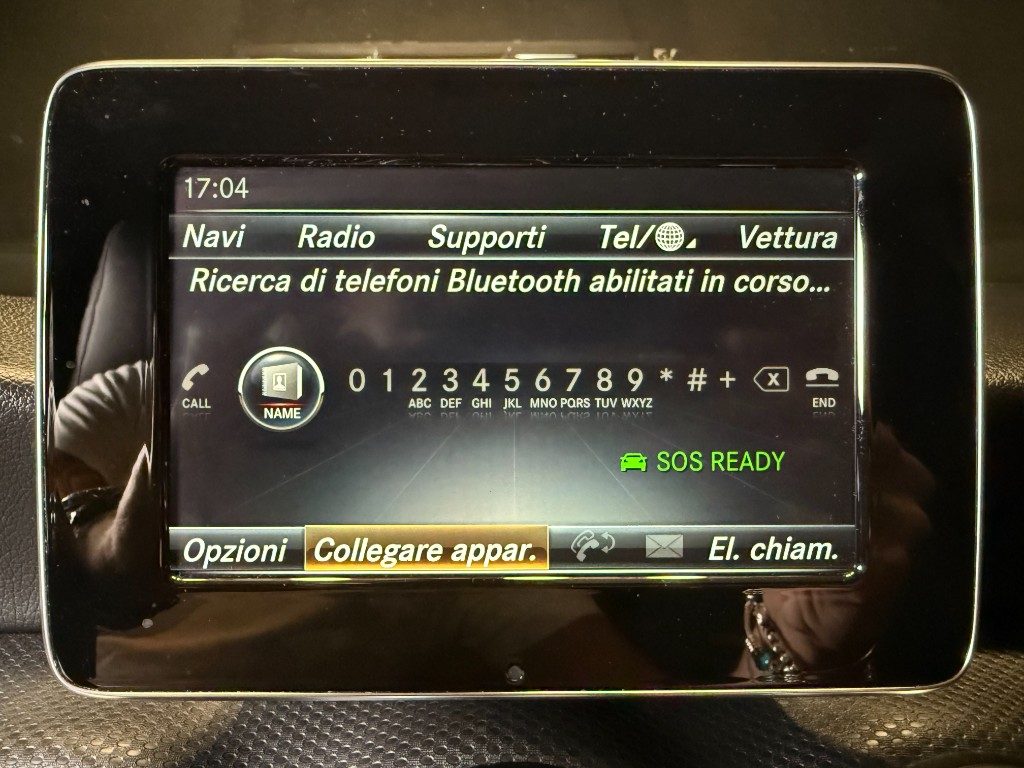 17:04
Navi Radio Supporti Tel/ Vettura
Ricerca di telefoni Bluetooth abilitati in corso...
0 1 2 3 4 5 6 7 8 9 * # +
CALL NAME ABC DEF GHI JKL MNO PQRS TUV WXYZ END
SOS READY
Opzioni Collegare appar. El. chiam.